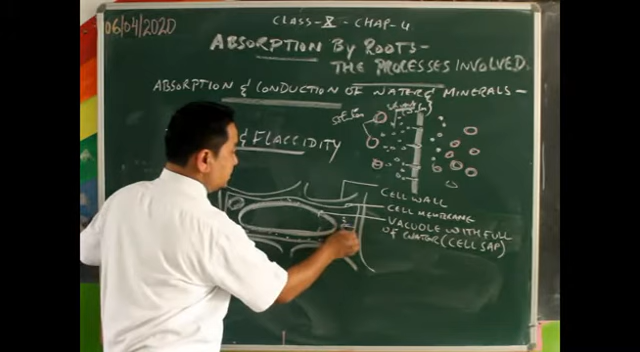 06/04/2020
CLASS-X-CHAP-4
ABSORPTION BY ROOTS-
THE PROCESSES INVOLVED.
ABSORPTION & CONDUCTION OF WATER & MINERALS-
& FLACCIDITY
CELL WALL
CELL MEMBRANE
VACUOLE WITH FULL
OF WATER (CELL SAP)